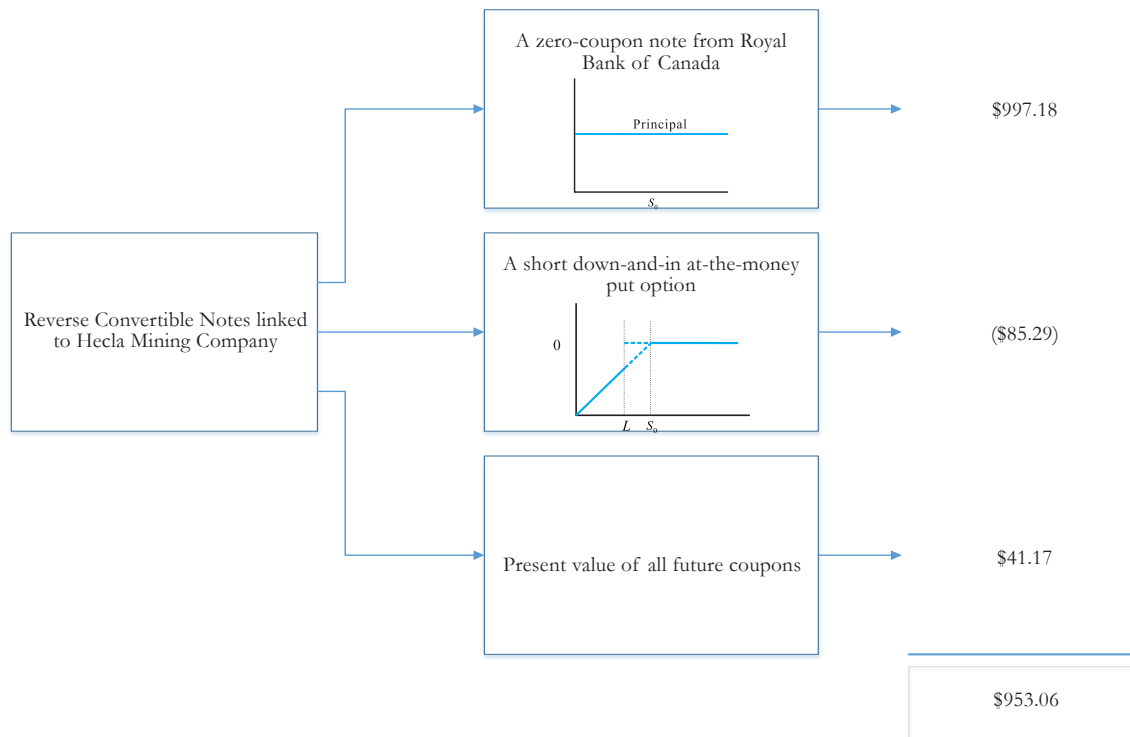 A zero-coupon note from Royal
Bank of Canada
Principal
S₀
$997.18
Reverse Convertible Notes linked
to Hecla Mining Company
A short down-and-in at-the-money
put option
0
L S₀
($85.29)
Present value of all future coupons
$41.17
$953.06